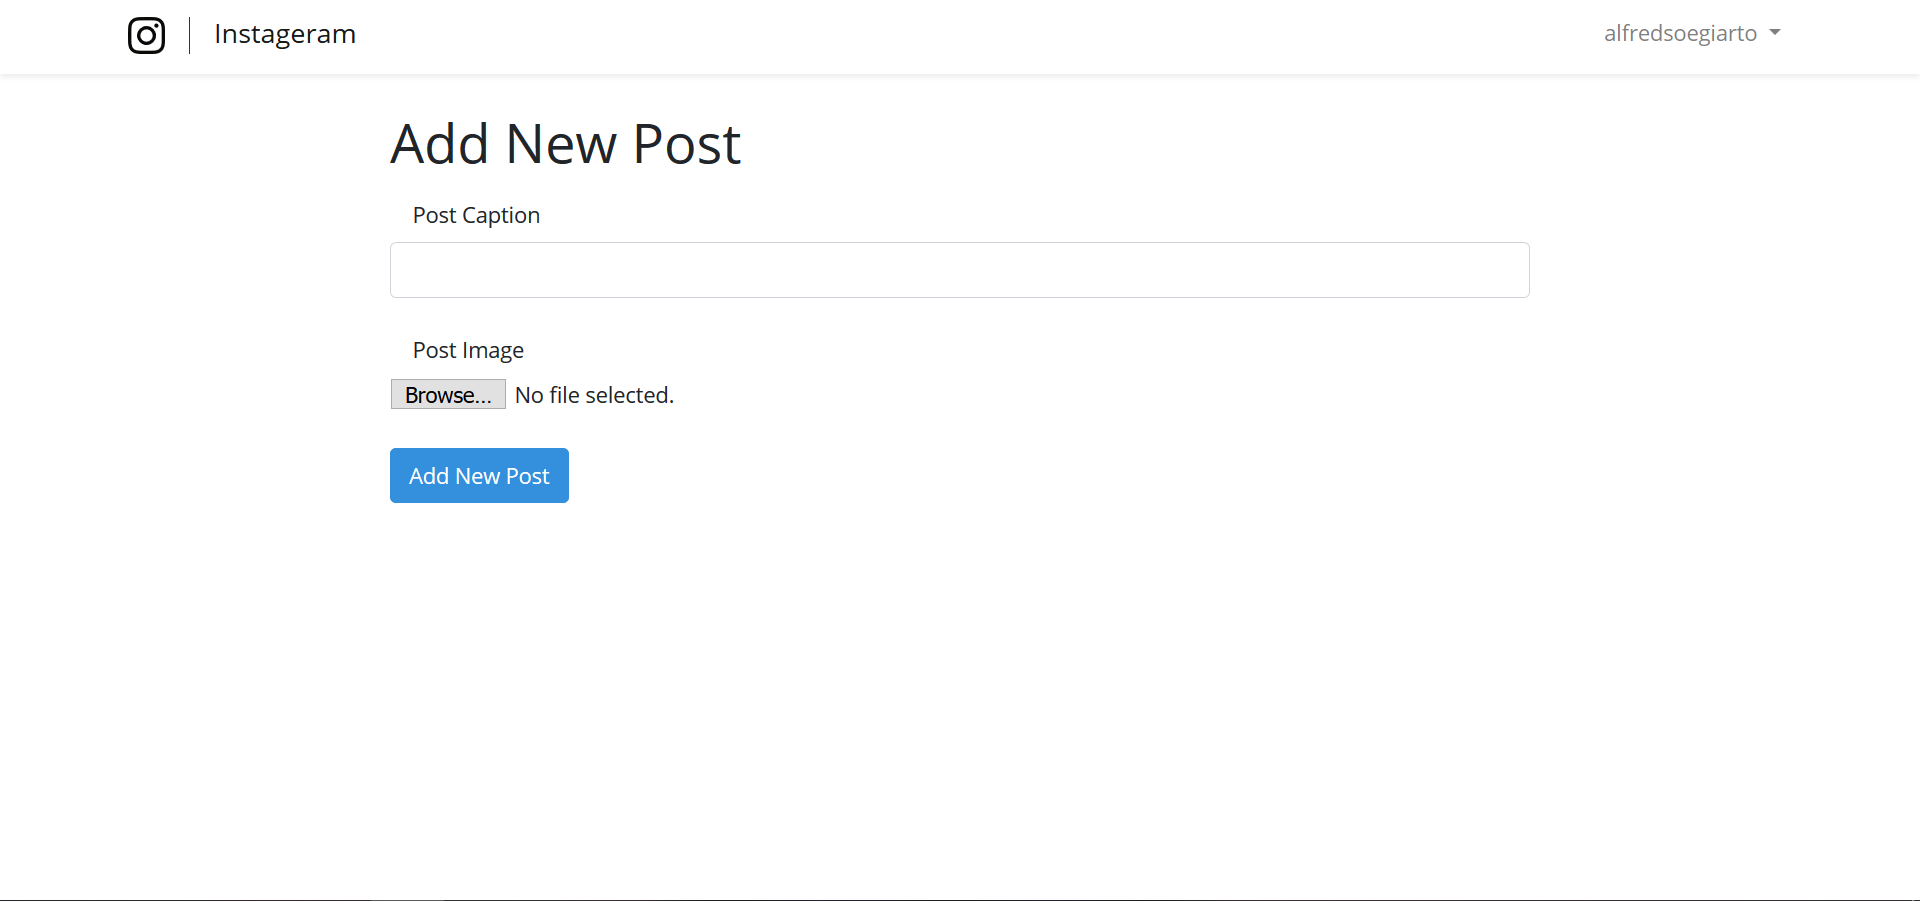 Instageram
alfredsoegiarto
Add New Post
Post Caption
Post Image
Browse... No file selected.
Add New Post